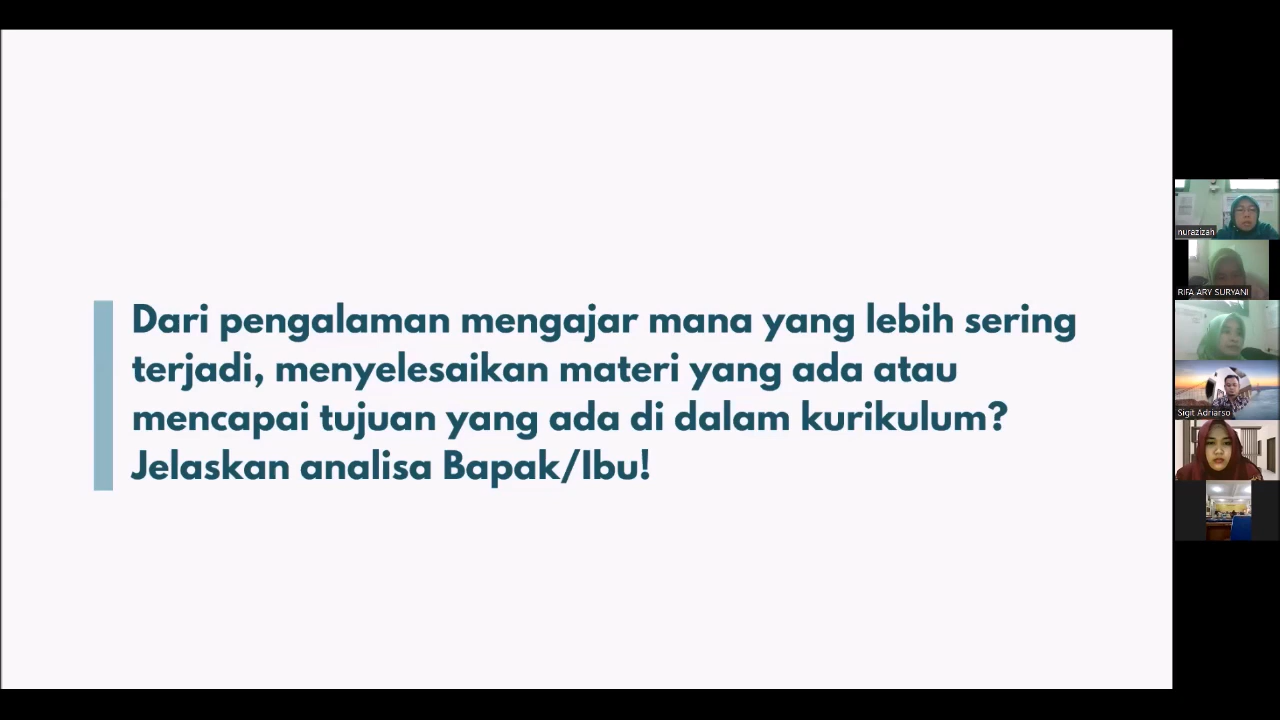 Dari pengalaman mengajar mana yang lebih sering
terjadi, menyelesaikan materi yang ada atau
mencapai tujuan yang ada di dalam kurikulum?
Jelaskan analisa Bapak/Ibu!
nurazizah
RIFA ARY SURYANI
Sigit Adriarso